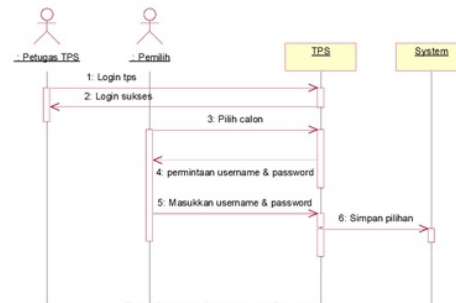 : Petugas TPS
: Pemilih
TPS
System
1: Login tps
2: Login sukses
3: Pilih calon
4: permintaan username & password
5: Masukkan username & password
6: Simpan pilihan